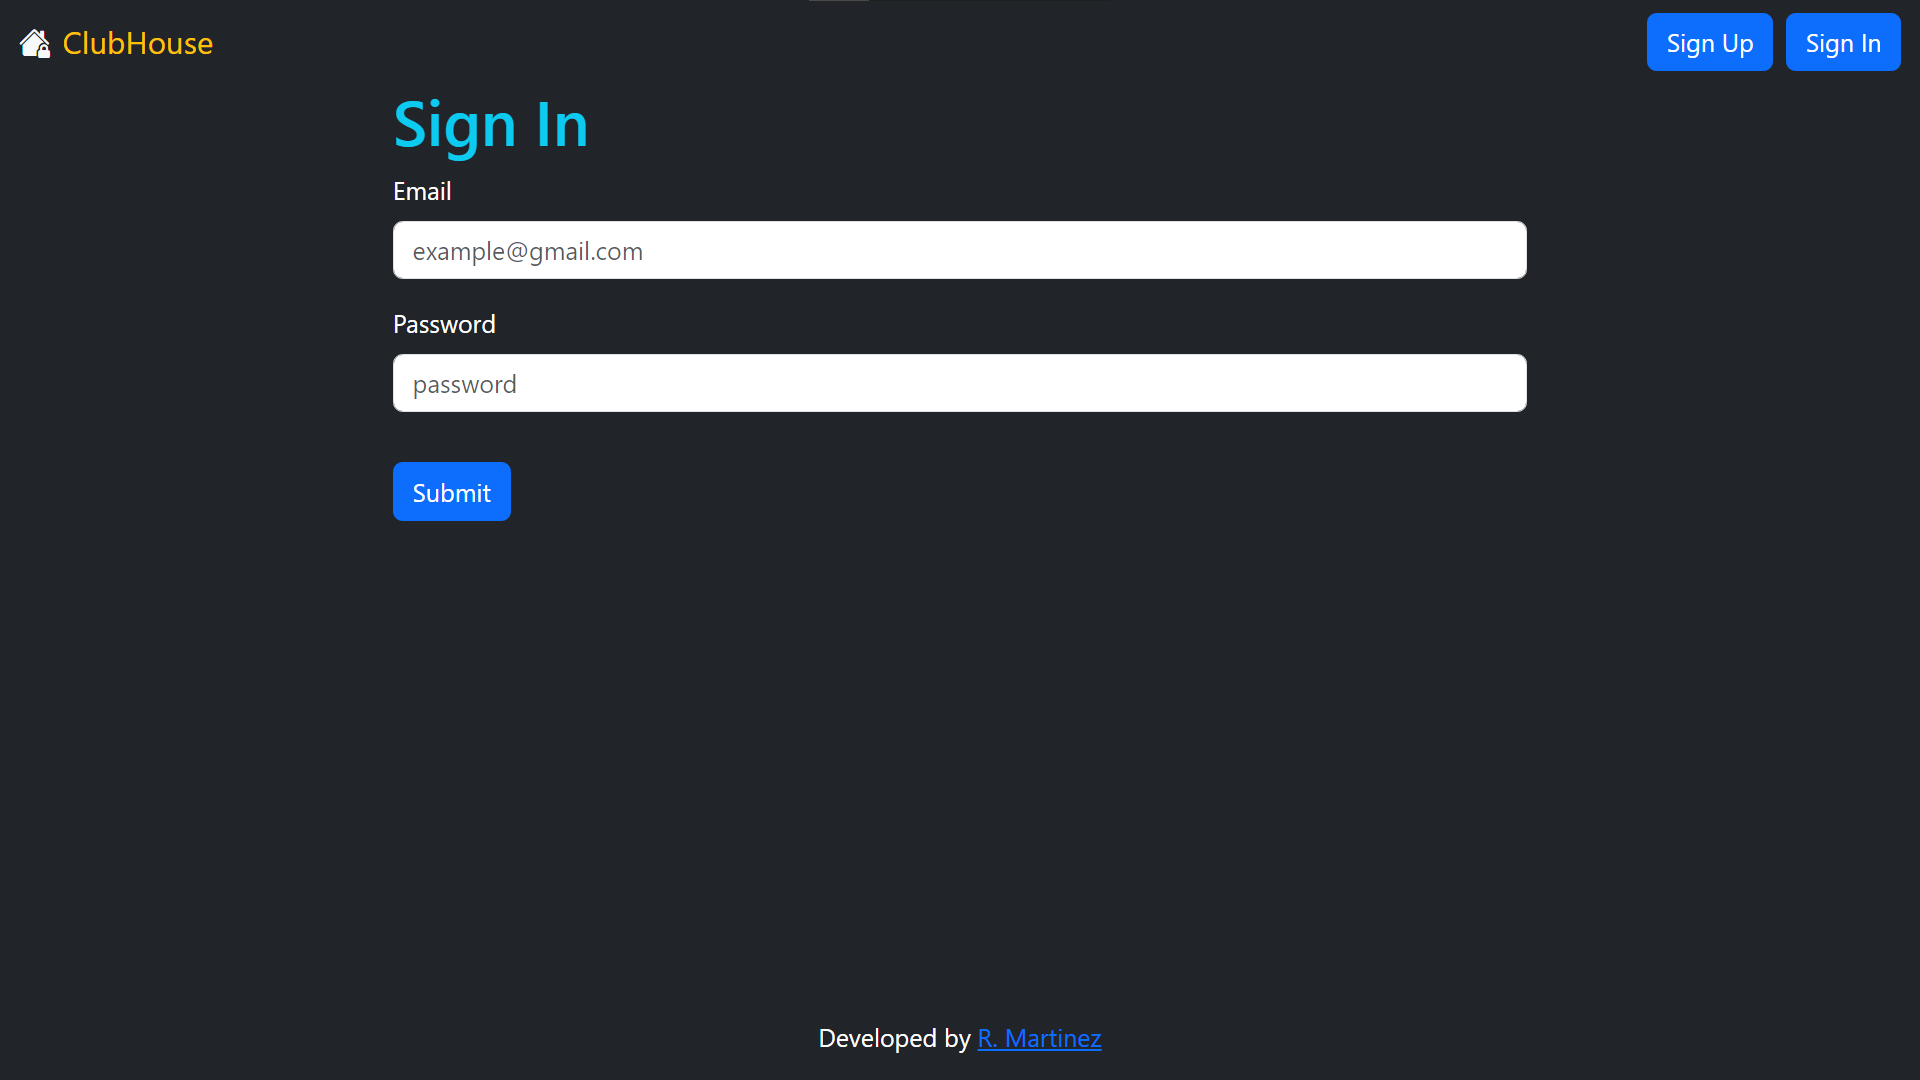 ClubHouse
Sign Up
Sign In
Sign In
Email
example@gmail.com
Password
password
Submit
Developed by R. Martinez